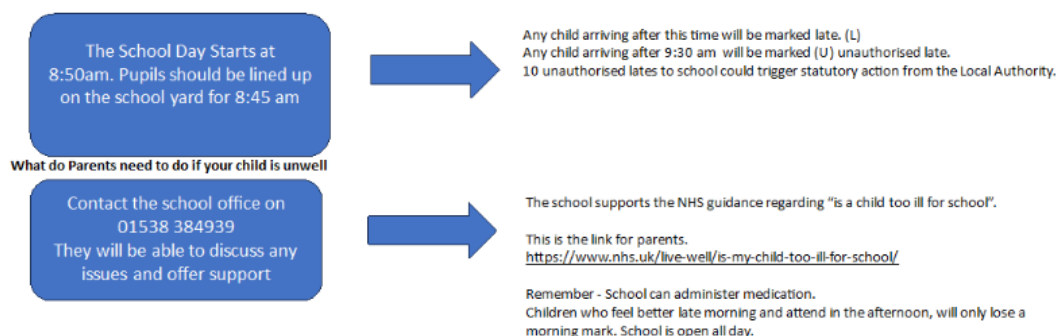 The School Day Starts at
8:50am. Pupils should be lined up
on the school yard for 8:45 am
Any child arriving after this time will be marked late. (L)
Any child arriving after 9:30 am will be marked (U) unauthorised late.
10 unauthorised lates to school could trigger statutory action from the Local Authority.
What do Parents need to do if your child is unwell
Contact the school office on
01538 384939
They will be able to discuss any
issues and offer support
The school supports the NHS guidance regarding “is a child too ill for school”.
This is the link for parents.
https://www.nhs.uk/live-well/is-my-child-too-ill-for-school/
Remember - School can administer medication.
Children who feel better late morning and attend in the afternoon, will only lose a
morning mark. School is open all day.